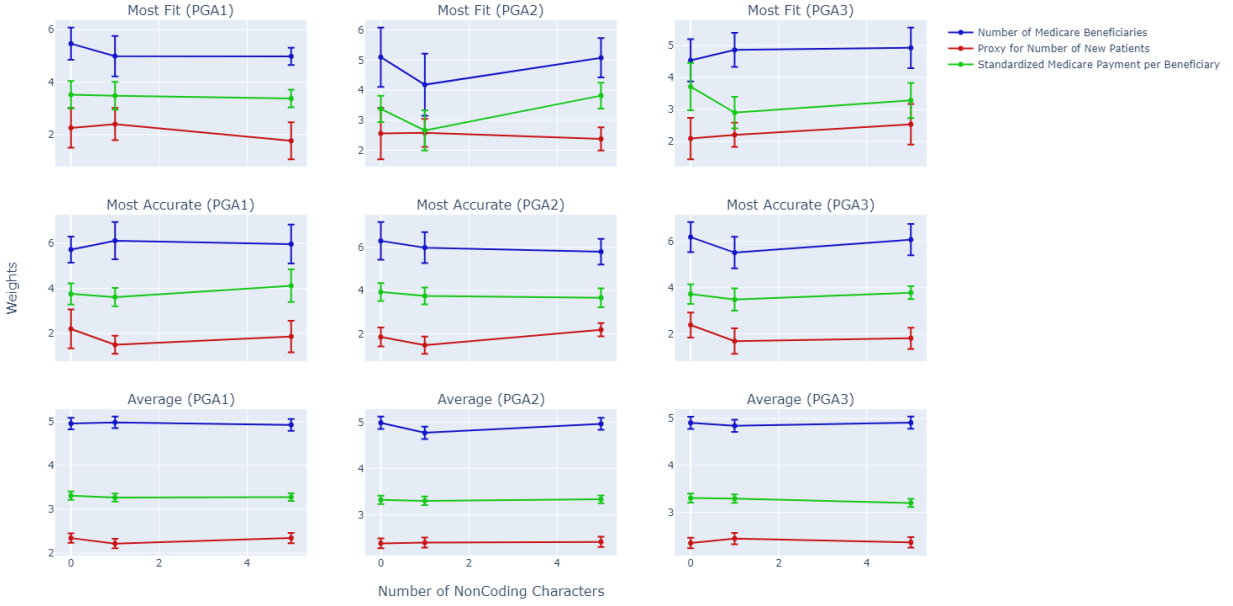 Most Fit (PGA1)
Most Fit (PGA2)
Most Fit (PGA3)
6
4
2
6
5
4
3
2
5
4
3
2
Number of Medicare Beneficiaries
Proxy for Number of New Patients
Standardized Medicare Payment per Beneficiary
Most Accurate (PGA1)
Most Accurate (PGA2)
Most Accurate (PGA3)
6
4
2
6
4
2
6
4
2
Weights
Average (PGA1)
Average (PGA2)
Average (PGA3)
5
4
3
2
5
4
3
5
4
3
0
2
4
0
2
4
0
2
4
Number of NonCoding Characters